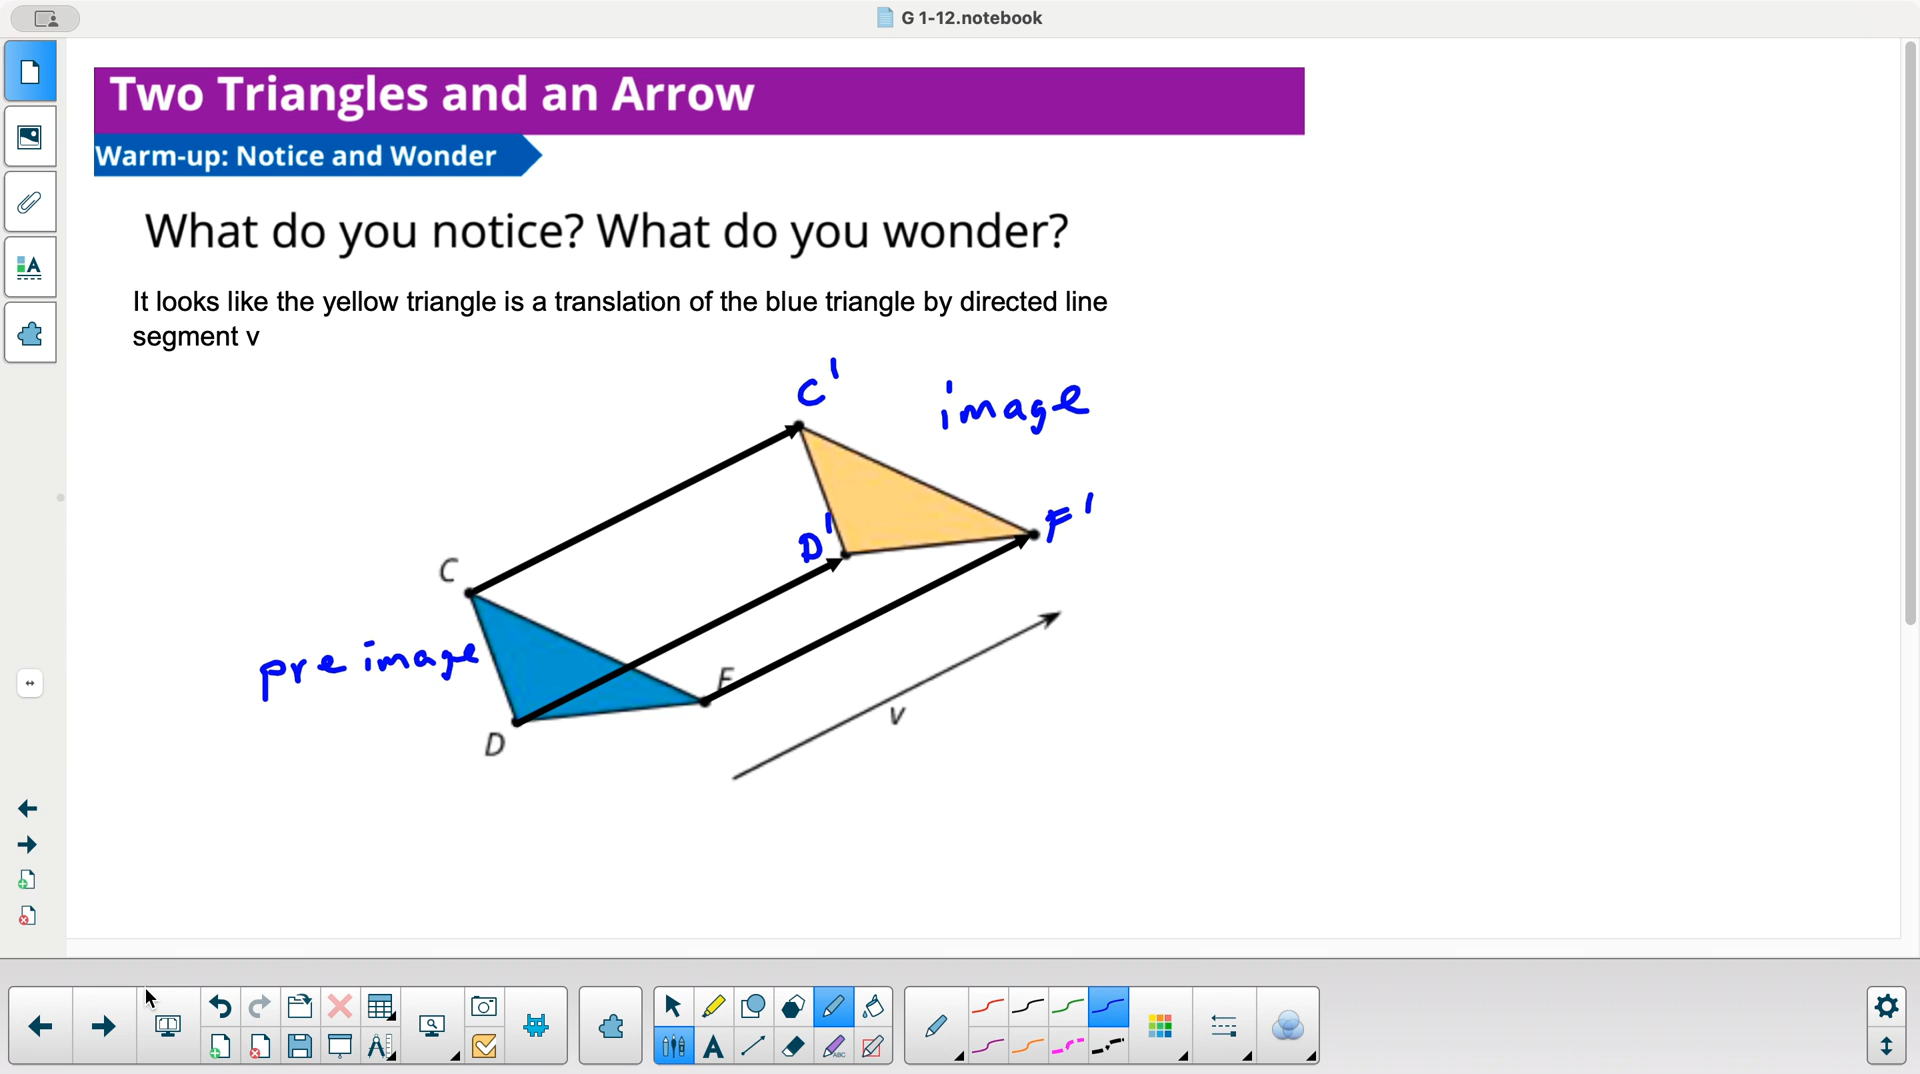 G 1-12.notebook
Two Triangles and an Arrow
Warm-up: Notice and Wonder
What do you notice? What do you wonder?
It looks like the yellow triangle is a translation of the blue triangle by directed line
segment v
C'
image
F'
D'
C
preimage
F
D
v